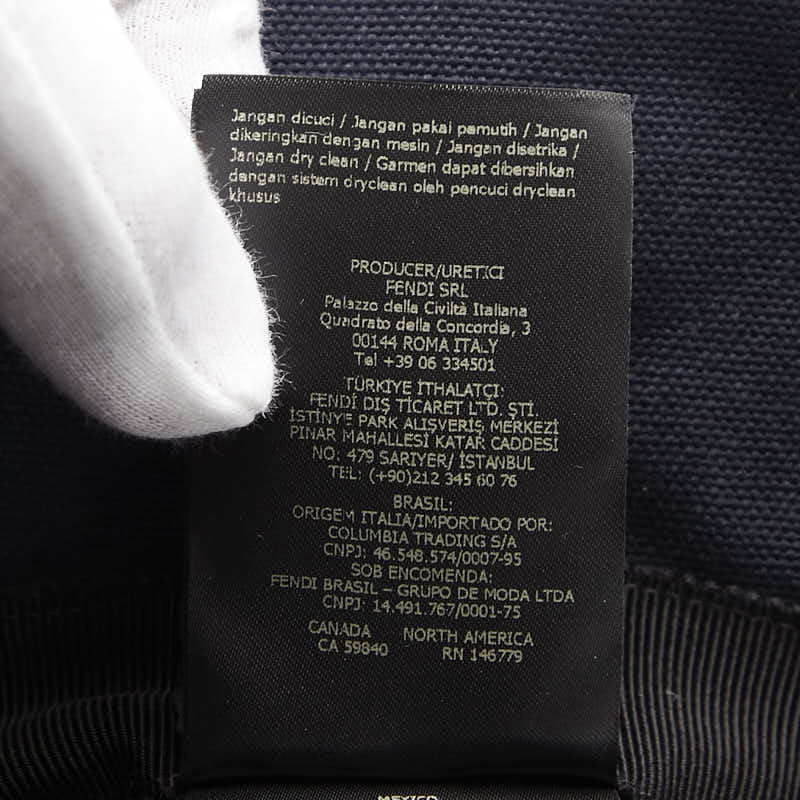 Jangan dicuci / Jangan pakai pemutih / Jangan
dikeringkan dengan mesin / Jangan disetrika /
Jangan dry clean / Garmen dapat dibersihkan
dengan sistem dryclean oleh pencuci dryclean
khusus
PRODUCER/URETICI
FENDI SRL
Palazzo della Civiltà Italiana
Quadrato della Concordia, 3
00144 ROMA ITALY
Tel +39 06 334501
TÜRKIYE İTHALATÇI:
FENDİ DIŞ TİCARET LTD. ŞTİ.
İSTİNYE PARK ALIŞVERİŞ MERKEZİ
PINAR MAHALLESİ KATAR CADDESİ
NO: 479 SARIYER/ İSTANBUL
TEL: (+90)212 345 60 76
BRASIL:
ORIGEM ITALIA/IMPORTADO POR:
COLUMBIA TRADING S/A
CNPJ: 46.548.574/0007-95
SOB ENCOMENDA:
FENDI BRASIL – GRUPO DE MODA LTDA
CNPJ: 14.491.767/0001-75
CANADA NORTH AMERICA
CA 59840 RN 146779
MEXICO